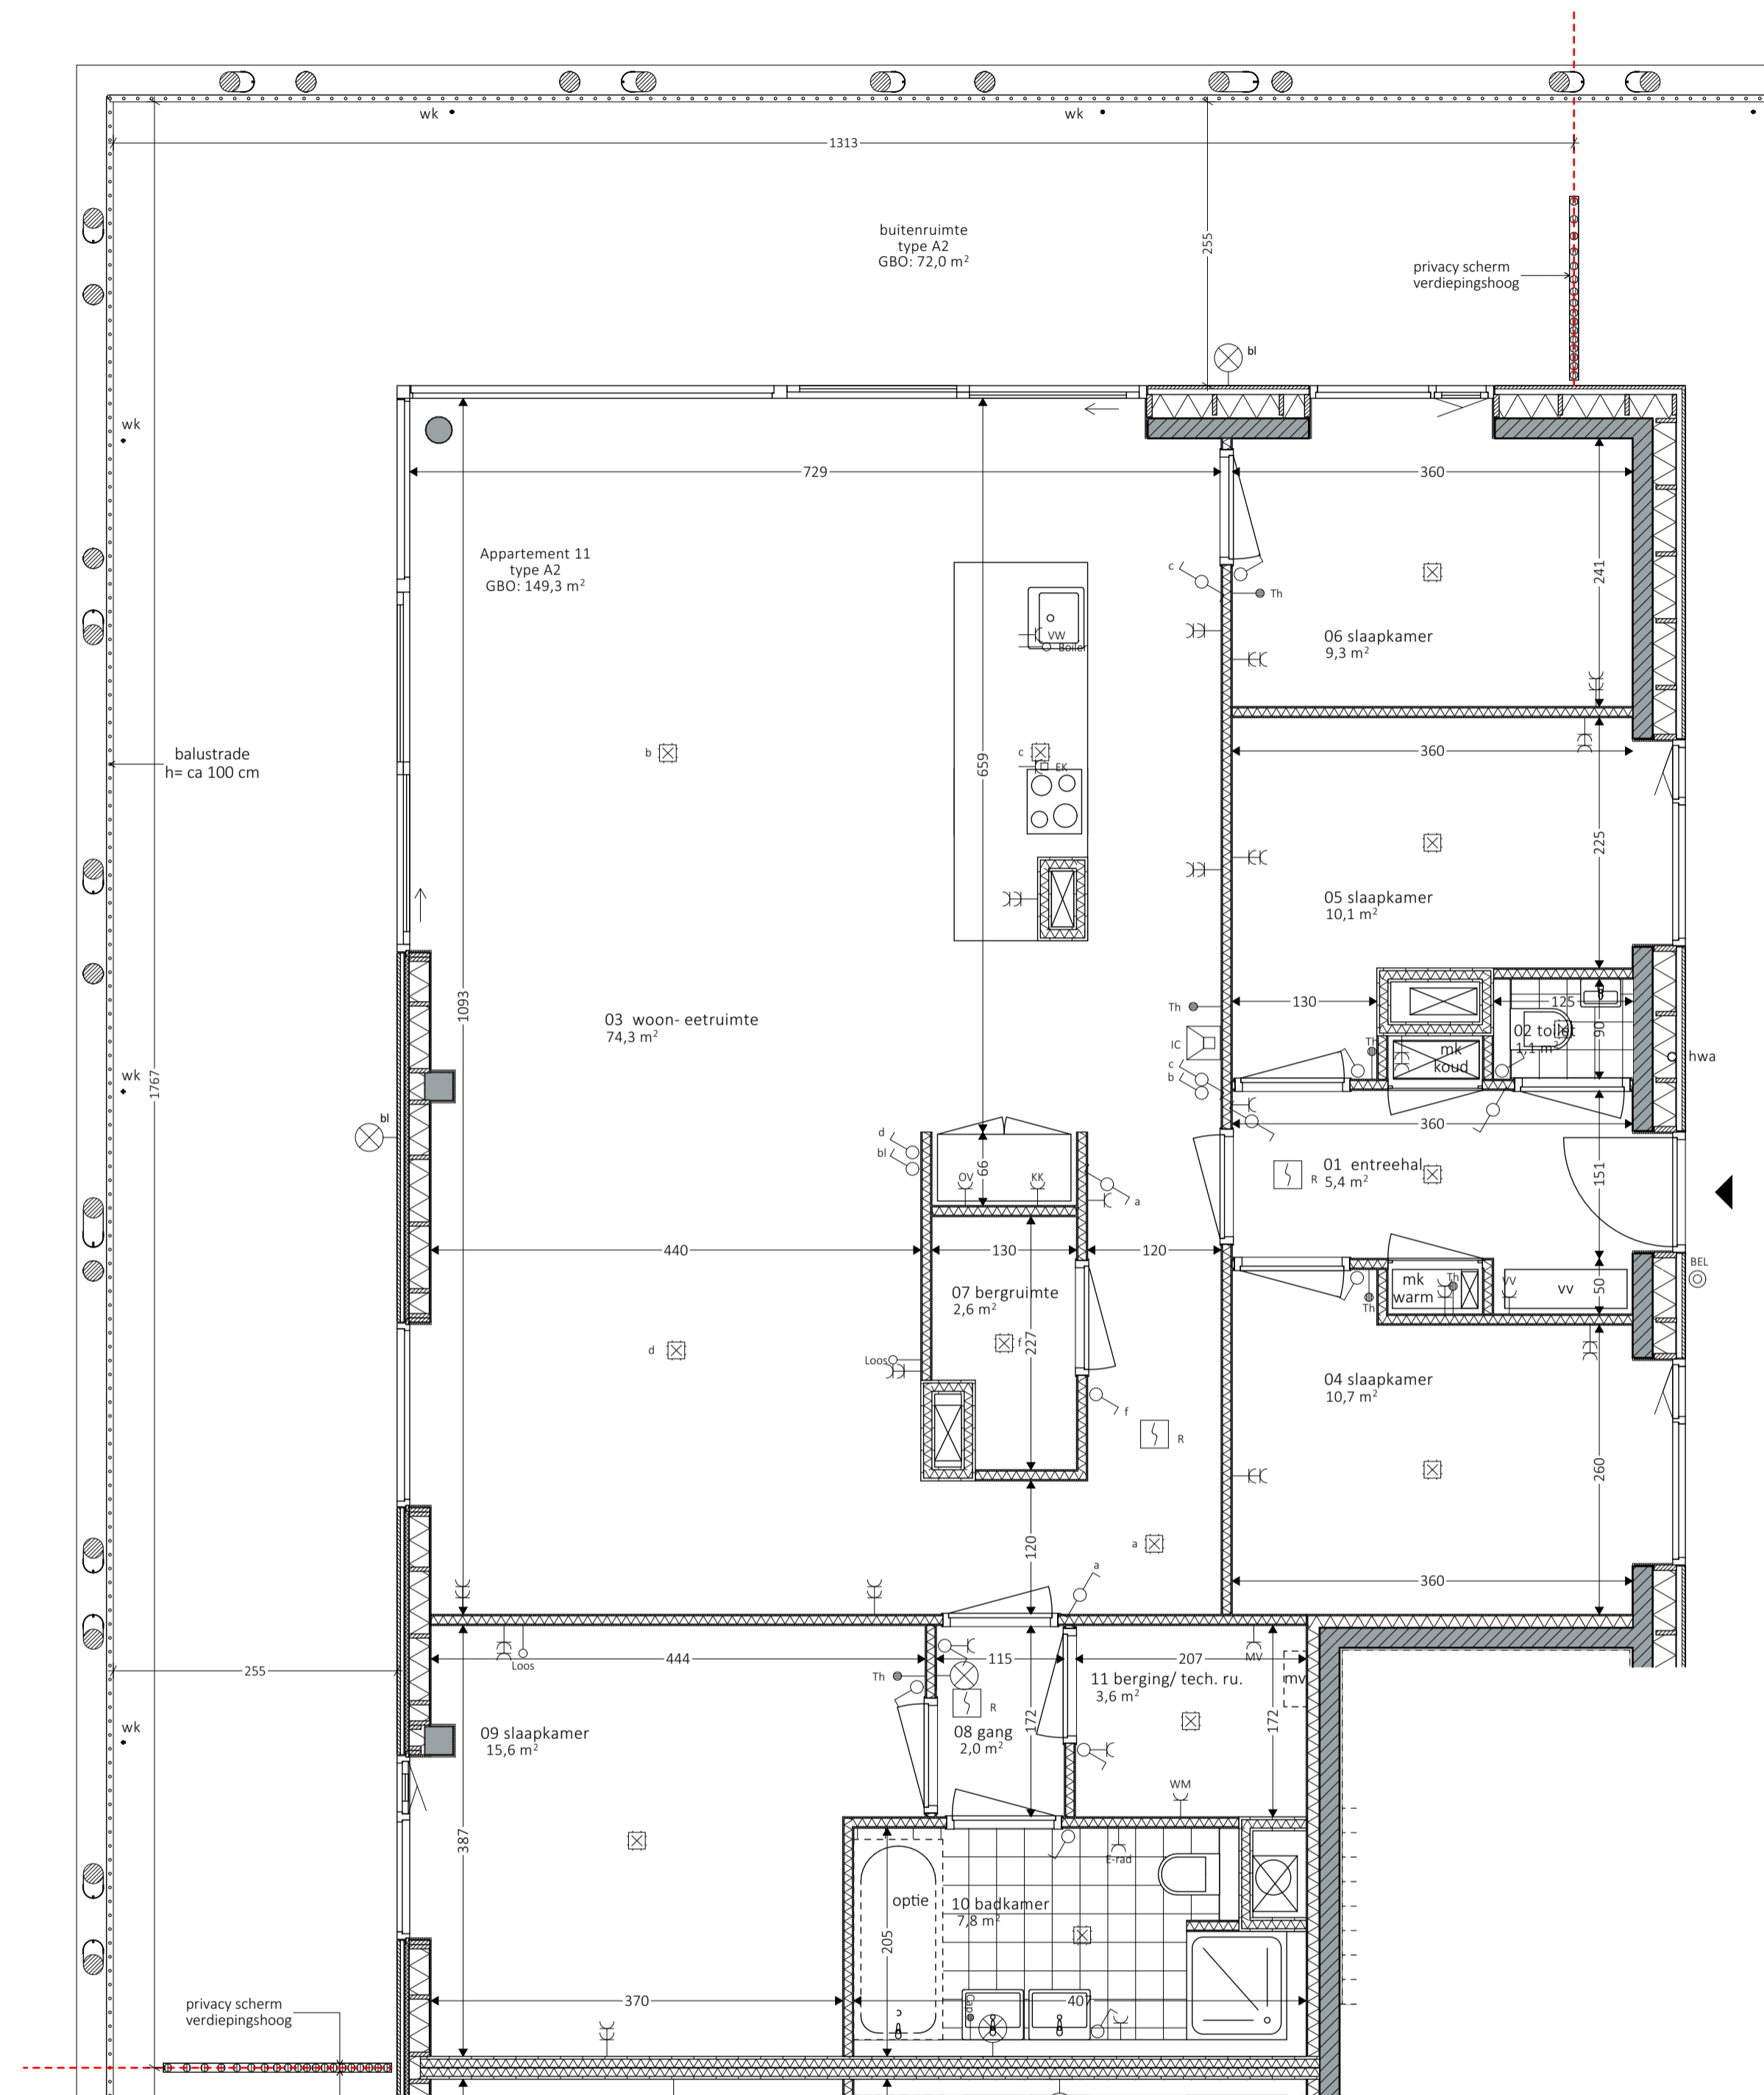 wk
wk
1313
buitenruimte
type A2
GBO: 72,0 m²
255
privacy scherm
verdiepingshoog
bl
wk
729
360
Appartement 11
type A2
GBO: 149,3 m²
c
Th
241
VW
Boiler
06 slaapkamer
9,3 m²
balustrade
h= ca 100 cm
b
c
EK
659
360
225
05 slaapkamer
10,1 m²
1093
03 woon- eetruimte
74,3 m²
Th
130
125
IC
Th
mk
koud
02 toilet
1,1 m²
90
hwa
wk
1767
c
b
bl
360
d
bl
66
OV
KK
a
R
01 entreehal
5,4 m²
151
440
130
120
BEL
07 bergruimte
2,6 m²
mk
warm
Th
Th
VV
vv
50
d
f
227
Loos
04 slaapkamer
10,7 m²
f
R
260
120
a
a
360
255
Loos
444
Th
115
207
MV
mv
11 berging/ tech. ru.
3,6 m²
R
172
172
wk
09 slaapkamer
15,6 m²
08 gang
2,0 m²
WM
387
E-rad
optie
10 badkamer
7,8 m²
205
370
407
privacy scherm
verdiepingshoog